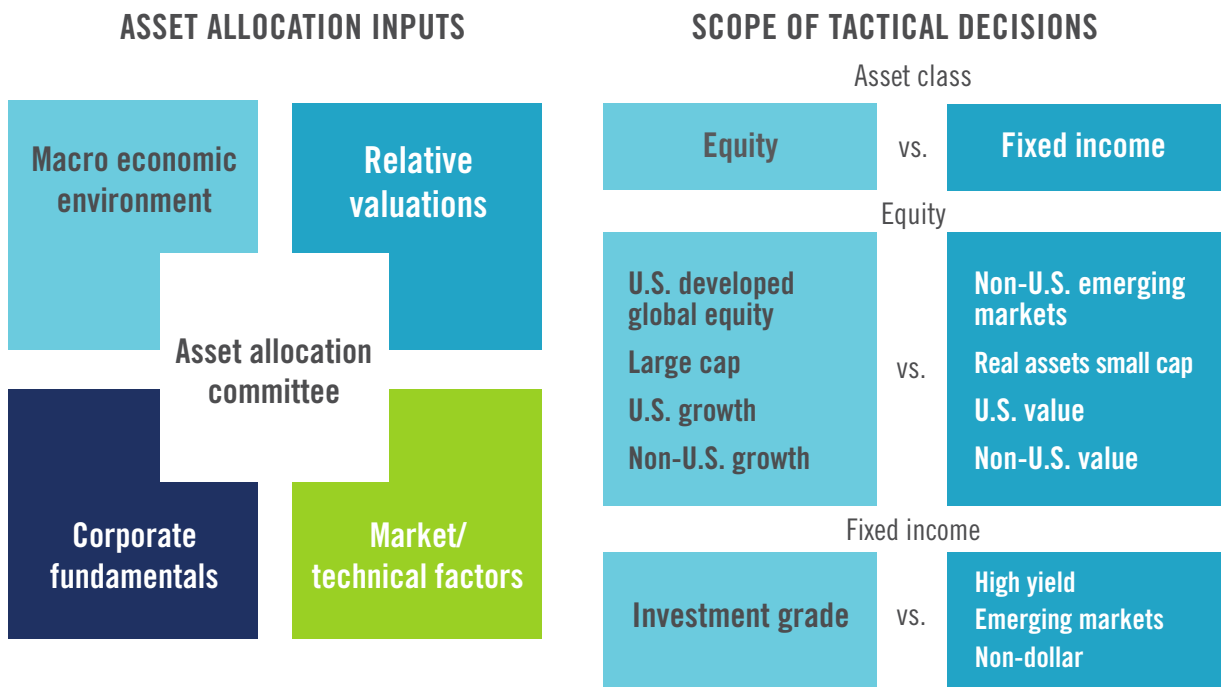 ASSET ALLOCATION INPUTS
Macro economic
environment
Relative
valuations
Asset allocation
committee
Corporate
fundamentals
Market/
technical factors
SCOPE OF TACTICAL DECISIONS
Asset class
Equity
vs.
Fixed income
Equity
U.S. developed
global equity
Large cap
U.S. growth
Non-U.S. growth
vs.
Non-U.S. emerging
markets
Real assets small cap
U.S. value
Non-U.S. value
Fixed income
Investment grade
vs.
High yield
Emerging markets
Non-dollar